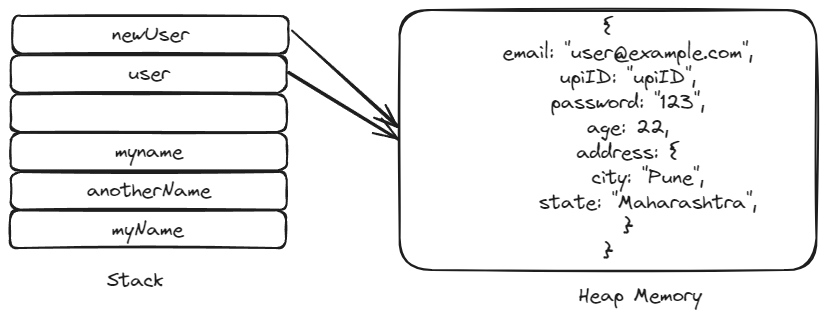 newUser
user
myname
anotherName
myName
Stack
{
email: "user@example.com",
upiID: "upiID",
password: "123",
age: 22,
address: {
city: "Pune",
state: "Maharashtra",
}
}
Heap Memory